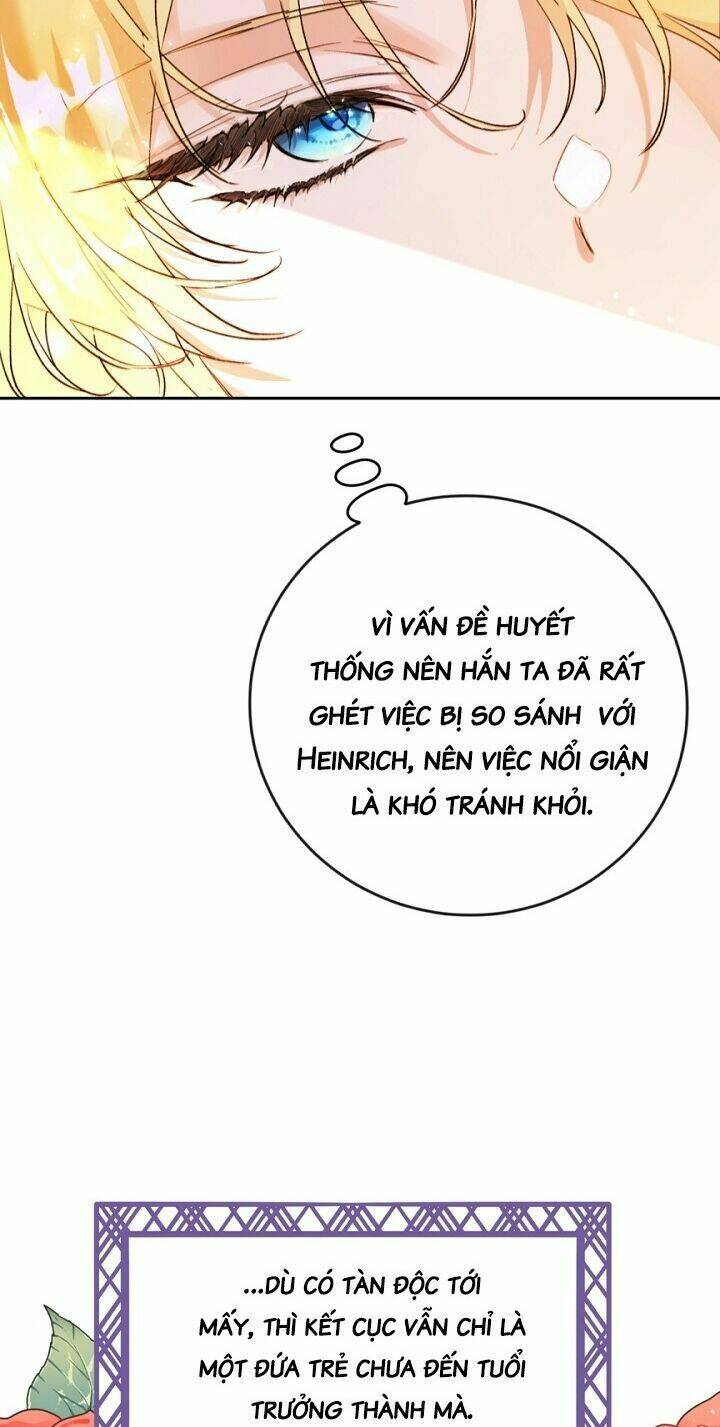 VÌ VẤN ĐỀ HUYẾT
THỐNG NÊN HẮN TA ĐÃ RẤT
GHÉT VIỆC BỊ SO SÁNH VỚI
HEINRICH, NÊN VIỆC NỔI GIẬN
LÀ KHÓ TRÁNH KHỎI.
...DÙ CÓ TÀN ĐỘC TỚI
MẤY, THÌ KẾT CỤC VẪN CHỈ LÀ
MỘT ĐỨA TRẺ CHƯA ĐẾN TUỔI
TRƯỞNG THÀNH MÀ.